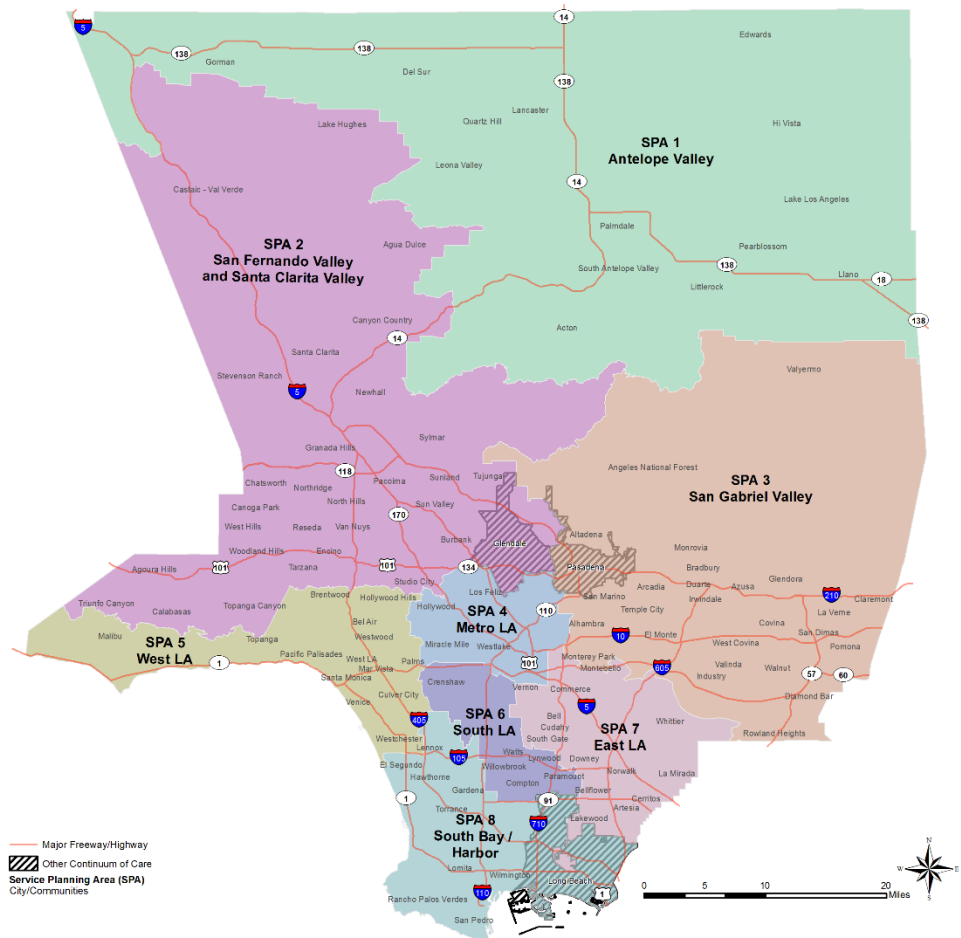 5
14
138
138
Gorman
Edwards
Del Sur
138
Lancaster
Quartz Hill
Lake Hughes
Hi Vista
SPA 1
Antelope Valley
Leona Valley
14
Castaic - Val Verde
Lake Los Angeles
Palmdale
SPA 2
San Fernando Valley
and Santa Clarita Valley
Agua Dulce
Pearblossom
138
South Antelope Valley
Llano
18
Littlerock
138
Canyon Country
Acton
14
Santa Clarita
Stevenson Ranch
5
Newhall
Valyermo
Sylmar
Granada Hills
118
Angeles National Forest
SPA 3
San Gabriel Valley
Chatsworth
Northridge
Pacoima
Sunland
Tujunga
Canoga Park
North Hills
Sun Valley
170
West Hills
Reseda
Van Nuys
Burbank
Glendale
Altadena
Woodland Hills
Encino
Monrovia
Agoura Hills
101
Tarzana
101
134
Pasadena
Bradbury
Studio City
Duarte
Glendora
Arcadia
Azusa
210
Claremont
Brentwood
Hollywood Hills
Los Feliz
San Marino
Irwindale
Triunfo Canyon
Topanga Canyon
Hollywood
SPA 4
Metro LA
110
Temple City
La Verne
Calabasas
Bel Air
Alhambra
Covina
Malibu
SPA 5
West LA
Topanga
Westwood
Miracle Mile
Westlake
10
El Monte
San Dimas
West Covina
Pomona
Pacific Palisades
West LA
Palms
101
Monterey Park
Montebello
605
Valinda
Walnut
1
Mar Vista
Santa Monica
Crenshaw
Vernon
Commerce
Industry
57
60
Culver City
Venice
5
Diamond Bar
405
SPA 6
South LA
Bell
Cudahy
South Gate
SPA 7
East LA
Whittier
Rowland Heights
Westchester
Lennox
105
Watts
Lynwood
Downey
El Segundo
Hawthorne
Willowbrook
Paramount
Norwalk
La Mirada
Compton
Gardena
Bellflower
1
91
Cerritos
Torrance
Artesia
SPA 8
South Bay /
Harbor
710
Lakewood
Lomita
Wilmington
Long Beach
1
110
Rancho Palos Verdes
San Pedro
Major Freeway/Highway
Other Continuum of Care
Service Planning Area (SPA)
City/Communities
N
W
E
S
0
5
10
20
Miles